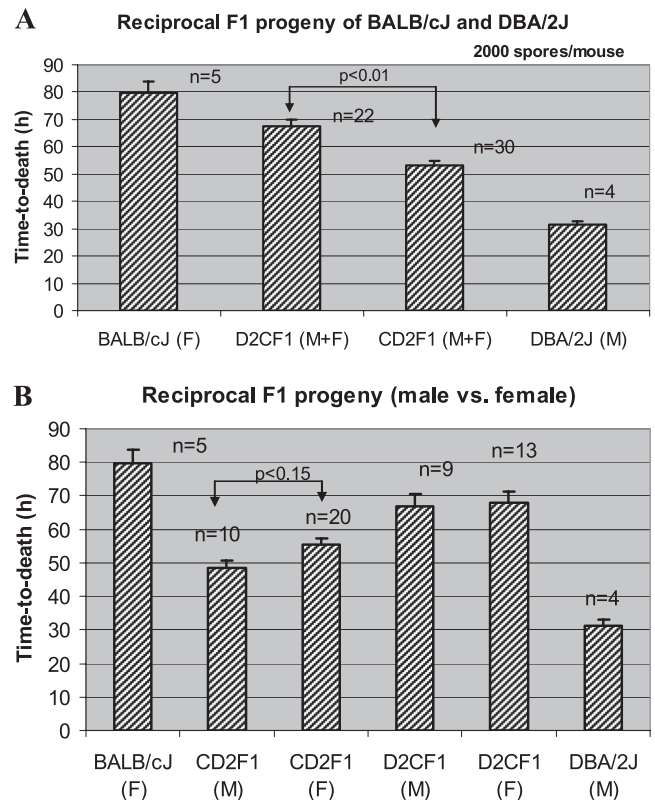 A
Reciprocal F1 progeny of BALB/cJ and DBA/2J
2000 spores/mouse
Time-to-death (h)
90
80
70
60
50
40
30
20
10
0
n=5
p<0.01
n=22
n=30
n=4
BALB/cJ (F) D2CF1 (M+F) CD2F1 (M+F) DBA/2J (M)
B
Reciprocal F1 progeny (male vs. female)
Time-to-death (h)
90
80
70
60
50
40
30
20
10
0
n=5
p<0.15
n=10
n=20
n=9
n=13
n=4
BALB/cJ CD2F1 CD2F1 D2CF1 D2CF1 DBA/2J
(F) (M) (F) (M) (F) (M)